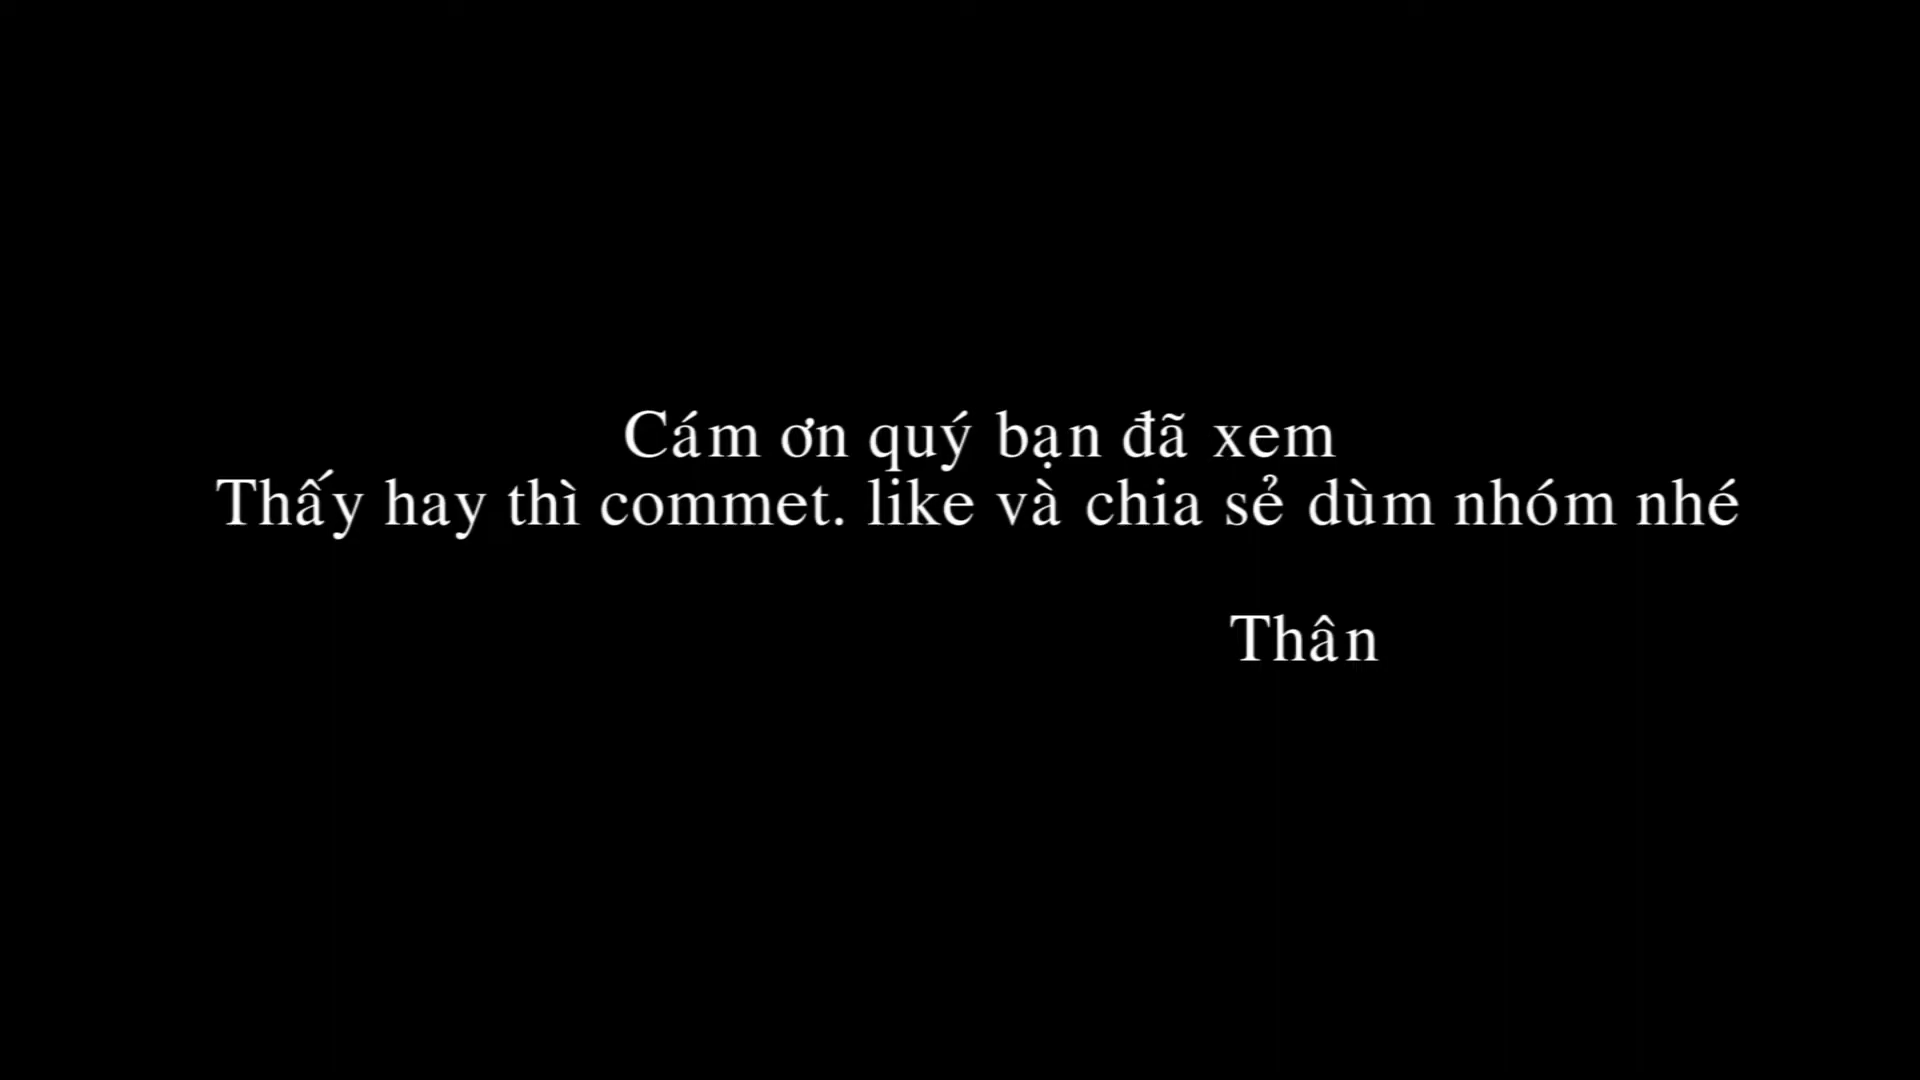 Cám ơn quý bạn đã xem
Thấy hay thì commet. like và chia sẻ dùm nhóm nhé
Thân